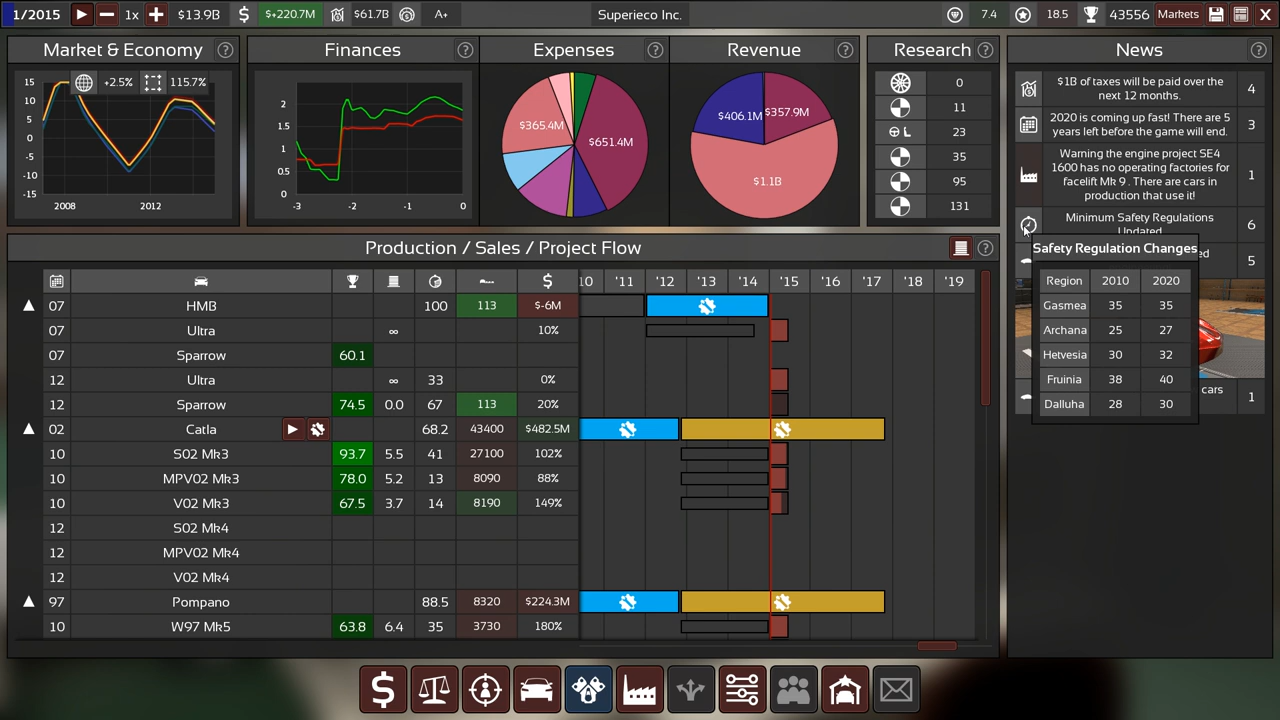 1/2015 1x $13.9B $ $+220.7M $61.7B A+ Superieco Inc. 7.4 18.5 43556 Markets
Market & Economy ?
+2.5% 115.7%
15
10
5
0
-5
-10
-15
2008 2012
Finances ?
2
1.5
1
0.5
0
-3 -2 -1 0
Expenses ?
$365.4M $651.4M
Revenue ?
$406.1M $357.9M
$1.1B
Research ?
0
11
L 23
35
95
131
News ?
$1B of taxes will be paid over the
next 12 months.
4
2020 is coming up fast! There are 5
years left before the game will end.
3
Warning the engine project SE4
1600 has no operating factories for
facelift Mk 9 . There are cars in
production that use it!
1
Minimum Safety Regulations
Updated
6
ed 5
cars 1
Safety Regulation Changes
Region 2010 2020
Gasmea 35 35
Archana 25 27
Hetvesia 30 32
Fruinia 38 40
Dalluha 28 30
Production / Sales / Project Flow ?
$ 10 '11 '12 '13 '14 '15 '16 '17 '18 '19
07 HMB 100 113 $-6M
07 Ultra ∞ 10%
07 Sparrow 60.1
12 Ultra ∞ 33 0%
12 Sparrow 74.5 0.0 67 113 20%
02 Catla 68.2 43400 $482.5M
10 S02 Mk3 93.7 5.5 41 27100 102%
10 MPV02 Mk3 78.0 5.2 13 8090 88%
10 V02 Mk3 67.5 3.7 14 8190 149%
12 S02 Mk4
12 MPV02 Mk4
12 V02 Mk4
97 Pompano 88.5 8320 $224.3M
10 W97 Mk5 63.8 6.4 35 3730 180%
$